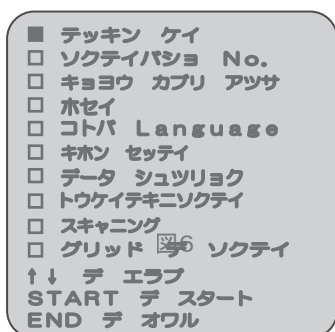 ■ テッキン ケイ
□ ソクテイバショ No.
□ キョヨウ カブリ アツサ
□ ホセイ
□ コトバ Language
□ キホン セッテイ
□ データ シュツリョク
□ トウケイテキニソクテイ
□ スキャニング
□ グリッド デ ソクテイ
図6
↑↓ デ エラブ
START デ スタート
END デ オワル